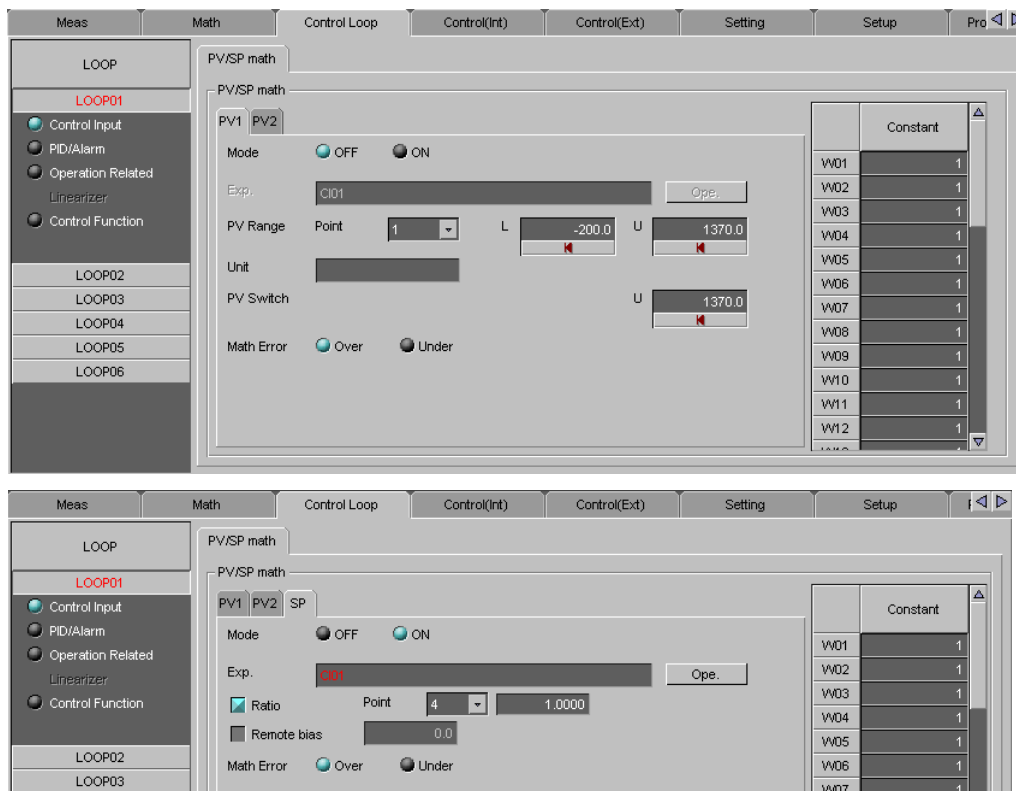 Meas Math Control Loop Control(Int) Control(Ext) Setting Setup Pro
LOOP
LOOP01
Control Input
PID/Alarm
Operation Related
Linearizer
Control Function
LOOP02
LOOP03
LOOP04
LOOP05
LOOP06
PV/SP math
PV/SP math
PV1 PV2
Mode OFF ON
Exp. CI01 Ope.
PV Range Point 1 L -200.0 U 1370.0
Unit
PV Switch U 1370.0
Math Error Over Under
Constant
W01 1
W02 1
W03 1
W04 1
W05 1
W06 1
W07 1
W08 1
W09 1
W10 1
W11 1
W12 1
Meas Math Control Loop Control(Int) Control(Ext) Setting Setup
LOOP
LOOP01
Control Input
PID/Alarm
Operation Related
Linearizer
Control Function
LOOP02
LOOP03
PV/SP math
PV/SP math
PV1 PV2 SP
Mode OFF ON
Exp. CI01 Ope.
Ratio Point 4 1.0000
Remote bias 0.0
Math Error Over Under
Constant
W01 1
W02 1
W03 1
W04 1
W05 1
W06 1
W07 1